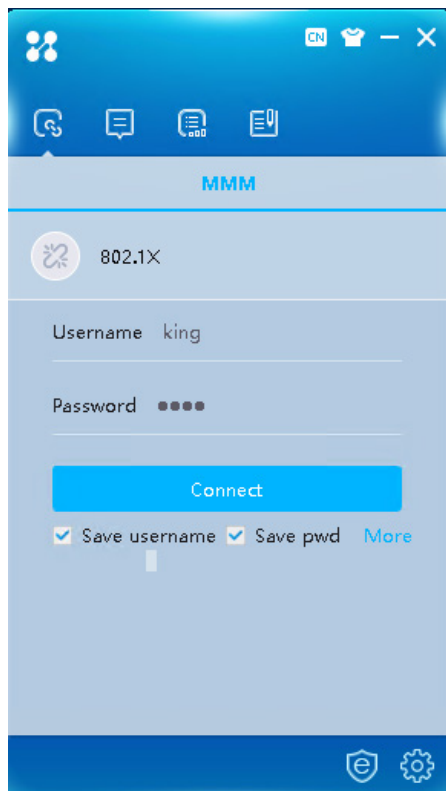 CN
MMM
802.1X
Username king
Password ●●●●
Connect
Save username Save pwd More